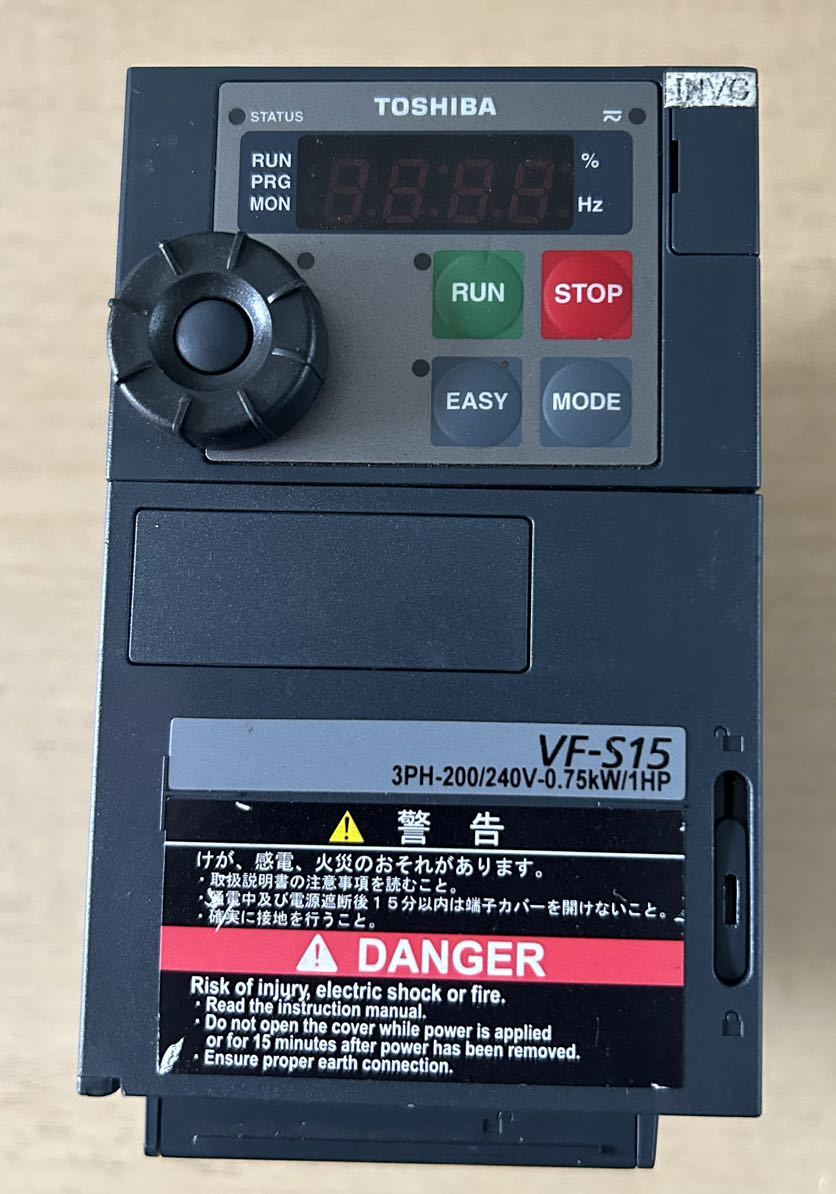 TOSHIBA
INVC
STATUS
RUN
%
PRG
MON
Hz
RUN
STOP
EASY
MODE
VF-S15
3PH-200/240V-0.75kW/1HP
警 告
けが、感電、火災のおそれがあります。
・取扱説明書の注意事項を読むこと。
・通電中及び電源遮断後15分以内は端子カバーを開けないこと。
・確実に接地を行うこと。
DANGER
Risk of injury, electric shock or fire.
・Read the instruction manual.
・Do not open the cover while power is applied
or for 15 minutes after power has been removed.
・Ensure proper earth connection.